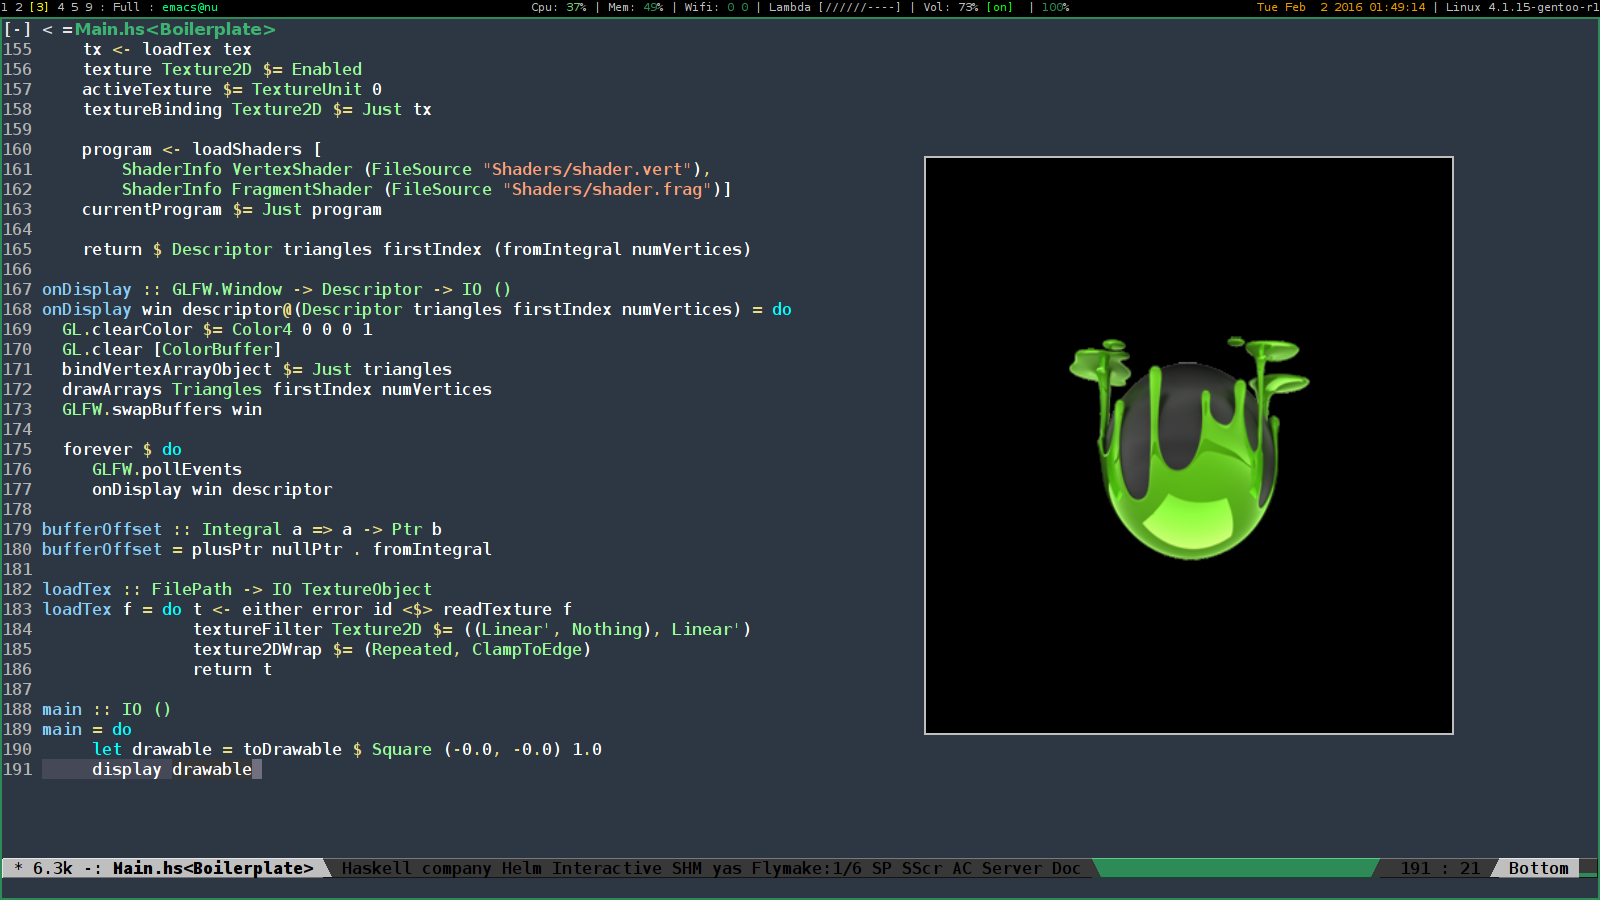 1 2 [3] 4 5 9 : Full : emacs@nu Cpu: 37% | Mem: 49% | Wifi: 0 0 | Lambda [//////----] | Vol: 73% [on] | 100% Tue Feb 2 2016 01:49:14 | Linux 4.1.15-gentoo-r1
[-] < =Main.hs<Boilerplate>
155 tx <- loadTex tex
156 texture Texture2D $= Enabled
157 activeTexture $= TextureUnit 0
158 textureBinding Texture2D $= Just tx
159
160 program <- loadShaders [
161 ShaderInfo VertexShader (FileSource "Shaders/shader.vert"),
162 ShaderInfo FragmentShader (FileSource "Shaders/shader.frag")]
163 currentProgram $= Just program
164
165 return $ Descriptor triangles firstIndex (fromIntegral numVertices)
166
167 onDisplay :: GLFW.Window -> Descriptor -> IO ()
168 onDisplay win descriptor@(Descriptor triangles firstIndex numVertices) = do
169 GL.clearColor $= Color4 0 0 0 1
170 GL.clear [ColorBuffer]
171 bindVertexArrayObject $= Just triangles
172 drawArrays Triangles firstIndex numVertices
173 GLFW.swapBuffers win
174
175 forever $ do
176 GLFW.pollEvents
177 onDisplay win descriptor
178
179 bufferOffset :: Integral a => a -> Ptr b
180 bufferOffset = plusPtr nullPtr . fromIntegral
181
182 loadTex :: FilePath -> IO TextureObject
183 loadTex f = do t <- either error id <$> readTexture f
184 textureFilter Texture2D $= ((Linear', Nothing), Linear')
185 texture2DWrap $= (Repeated, ClampToEdge)
186 return t
187
188 main :: IO ()
189 main = do
190 let drawable = toDrawable $ Square (-0.0, -0.0) 1.0
191 display drawable
* 6.3k -: Main.hs<Boilerplate> Haskell company Helm Interactive SHM yas Flymake:1/6 SP SScr AC Server Doc 191 : 21 Bottom